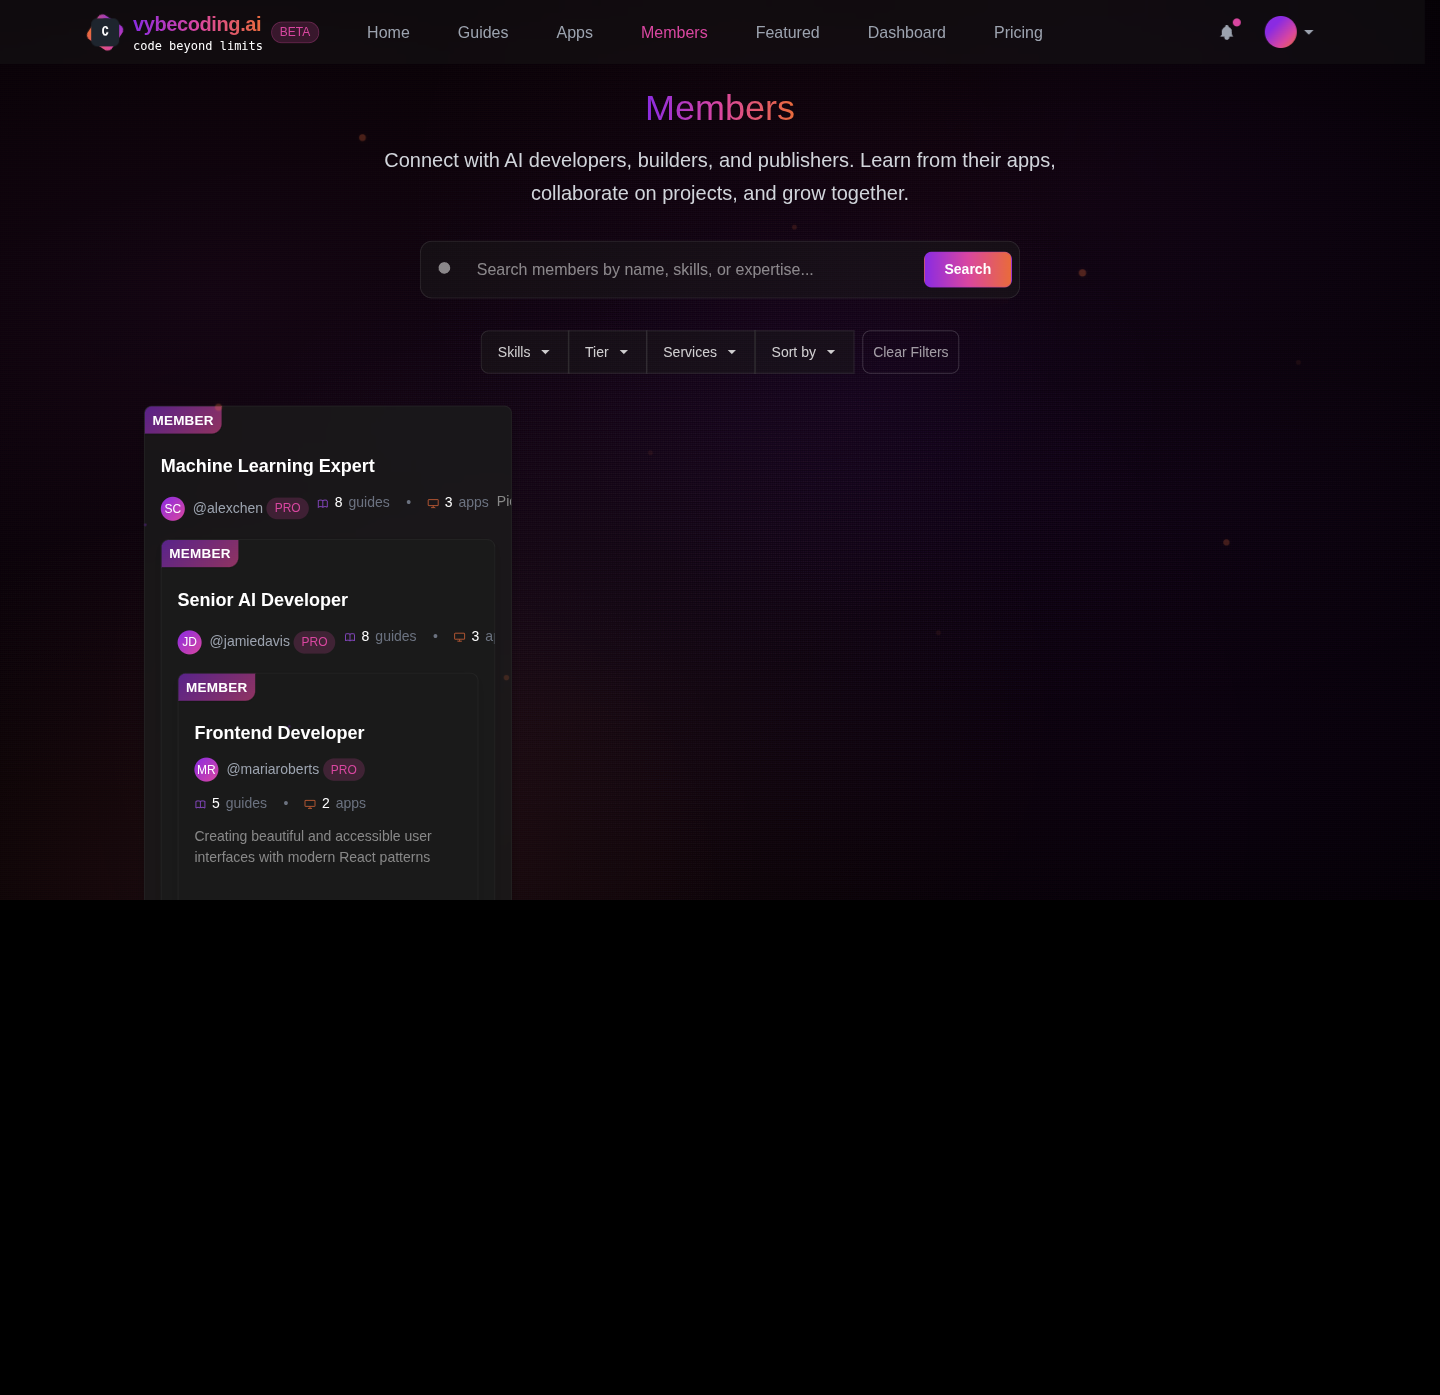 C
vybecoding.ai
code beyond limits
BETA
Home Guides Apps Members Featured Dashboard Pricing
Members
Connect with AI developers, builders, and publishers. Learn from their apps,
collaborate on projects, and grow together.
Search members by name, skills, or expertise... Search
Skills Tier Services Sort by Clear Filters
MEMBER
Machine Learning Expert
SC @alexchen PRO 8 guides • 3 apps
MEMBER
Senior AI Developer
JD @jamiedavis PRO 8 guides • 3
MEMBER
Frontend Developer
MR @mariaroberts PRO
5 guides • 2 apps
Creating beautiful and accessible user
interfaces with modern React patterns